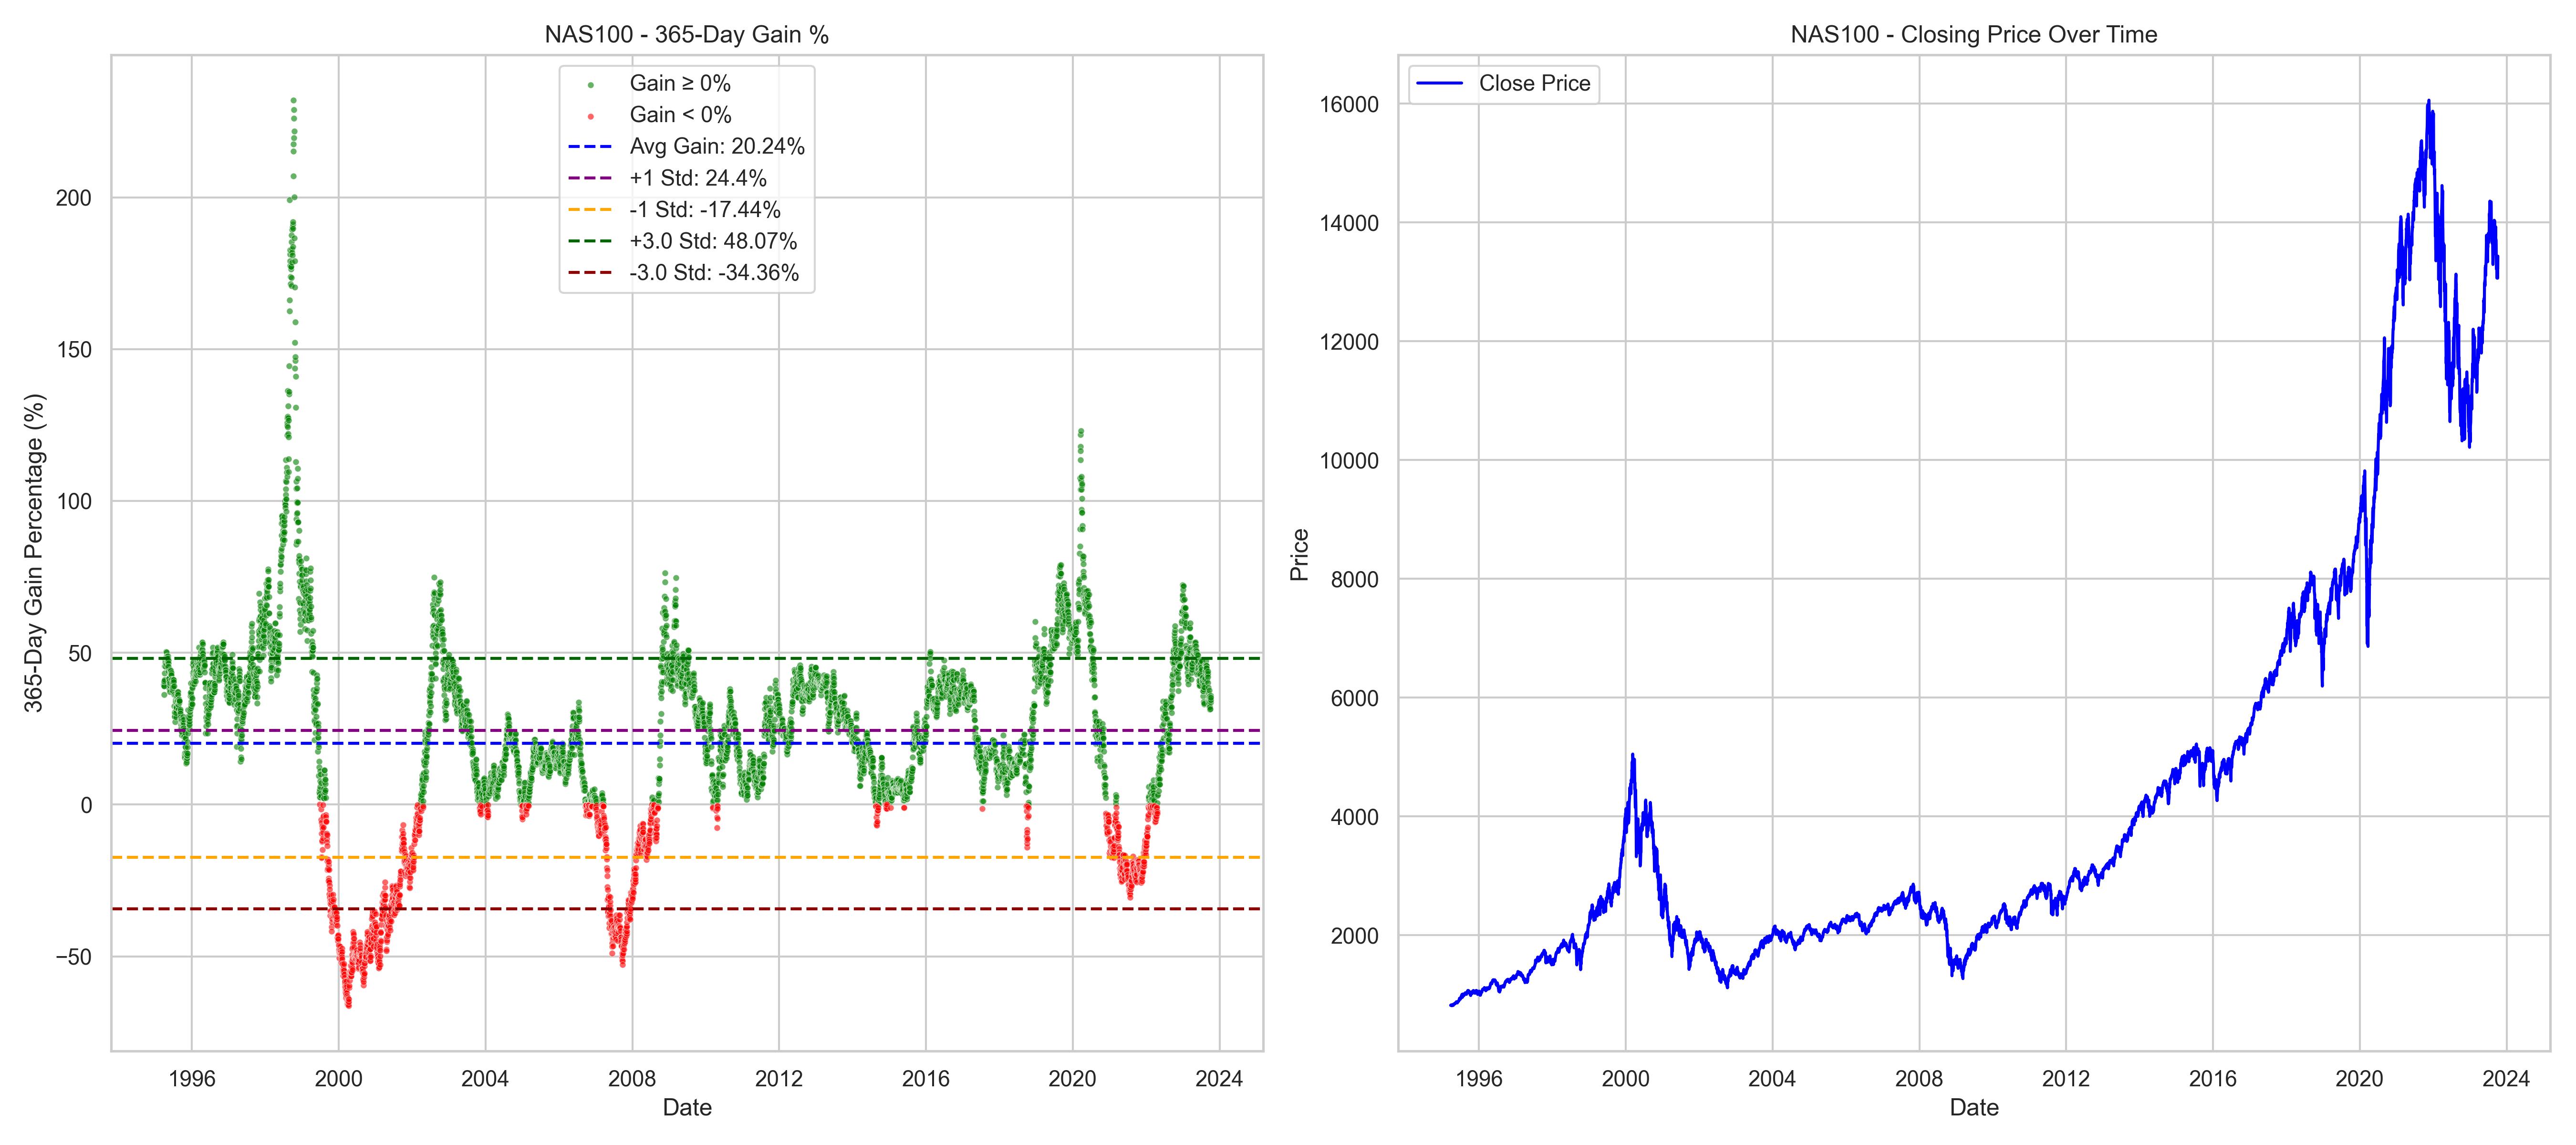 NAS100 - 365-Day Gain %
Gain ≥ 0%
Gain < 0%
Avg Gain: 20.24%
+1 Std: 24.4%
-1 Std: -17.44%
+3.0 Std: 48.07%
-3.0 Std: -34.36%
365-Day Gain Percentage (%)
200
150
100
50
0
−50
1996 2000 2004 2008 2012 2016 2020 2024
Date
NAS100 - Closing Price Over Time
Close Price
Price
16000
14000
12000
10000
8000
6000
4000
2000
1996 2000 2004 2008 2012 2016 2020 2024
Date